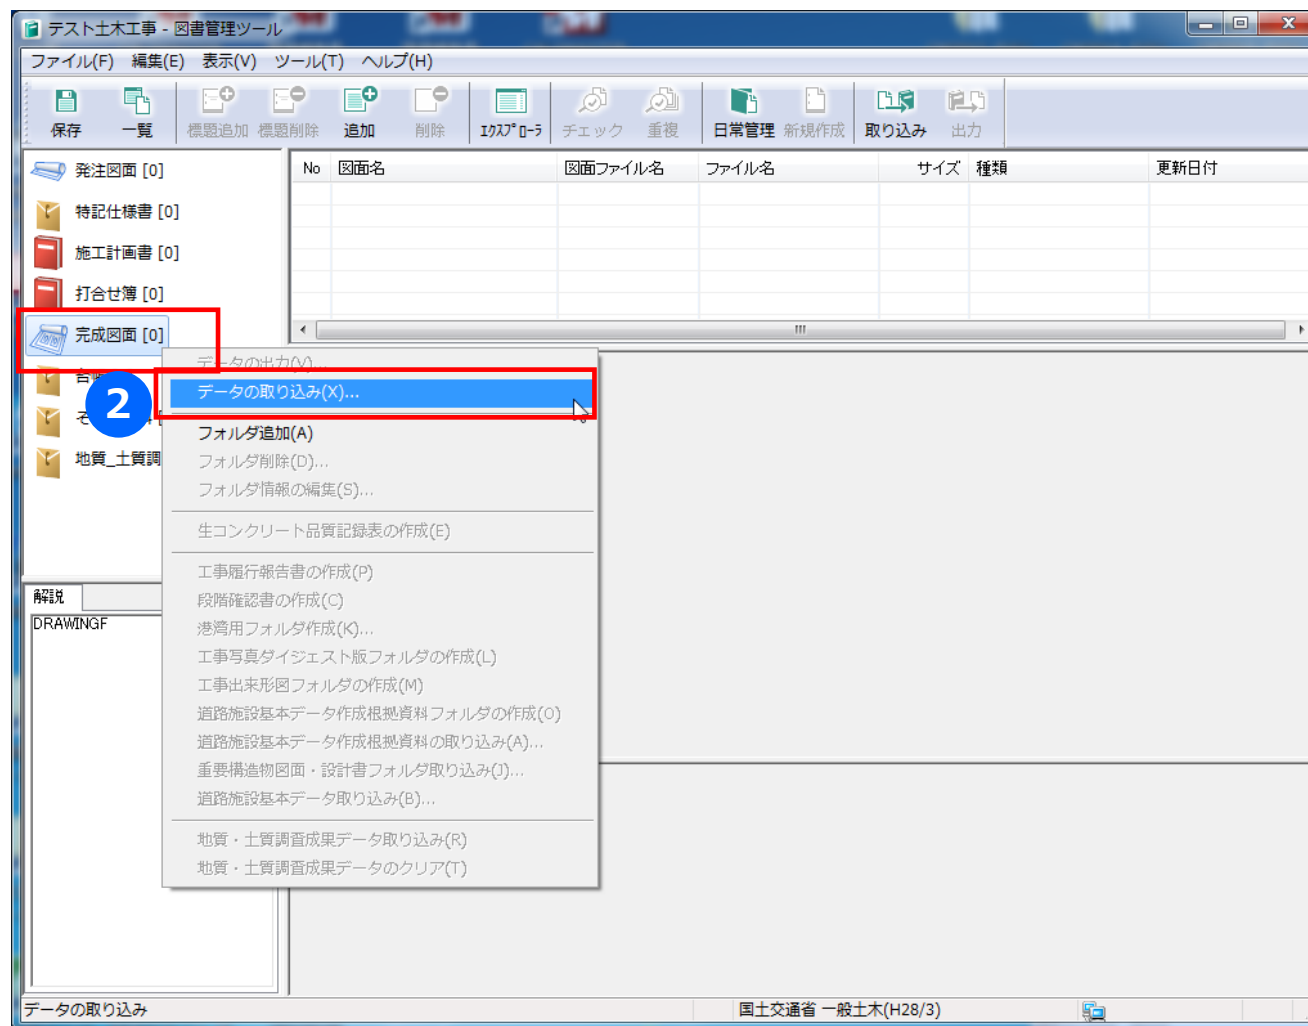 テスト土木工事 - 図書管理ツール
ファイル(F) 編集(E) 表示(V) ツール(T) ヘルプ(H)
保存 一覧 標題追加 標題削除 追加 削除 ｴｸｽﾌﾟﾛｰﾗ チェック 重複 日常管理 新規作成 取り込み 出力
No 図面名 図面ファイル名 ファイル名 サイズ 種類 更新日付
発注図面 [0]
特記仕様書 [0]
施工計画書 [0]
打合せ簿 [0]
完成図面 [0]
地質_土質調
2
データの出力(V)...
データの取り込み(X)...
フォルダ追加(A)
フォルダ削除(D)...
フォルダ情報の編集(S)...
生コンクリート品質記録表の作成(E)
工事履行報告書の作成(P)
段階確認書の作成(C)
港湾用フォルダ作成(K)...
工事写真ダイジェスト版フォルダの作成(L)
工事出来形図フォルダの作成(M)
道路施設基本データ作成根拠資料フォルダの作成(O)
道路施設基本データ作成根拠資料の取り込み(A)...
重要構造物図面・設計書フォルダ取り込み(J)...
道路施設基本データ取り込み(B)...
地質・土質調査成果データ取り込み(R)
地質・土質調査成果データのクリア(T)
解説
DRAWINGF
データの取り込み 国土交通省 一般土木(H28/3)